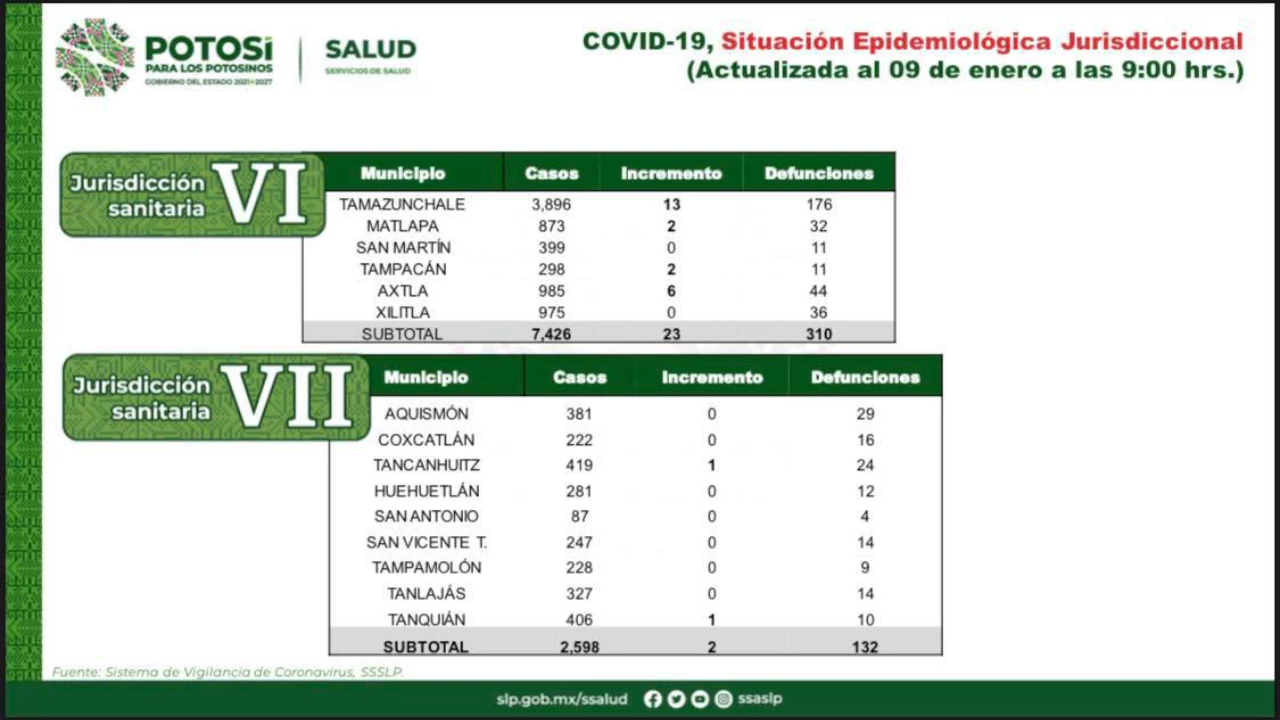 POTOSÍ
PARA LOS POTOSINOS
GOBIERNO DEL ESTADO 2021-2027
SALUD
SERVICIOS DE SALUD
COVID-19, Situación Epidemiológica Jurisdiccional
(Actualizada al 09 de enero a las 9:00 hrs.)
Jurisdicción
sanitaria VI
Municipio Casos Incremento Defunciones
TAMAZUNCHALE 3,896 13 176
MATLAPA 873 2 32
SAN MARTÍN 399 0 11
TAMPACÁN 298 2 11
AXTLA 985 6 44
XILITLA 975 0 36
SUBTOTAL 7,426 23 310
Jurisdicción
sanitaria VII
Municipio Casos Incremento Defunciones
AQUISMÓN 381 0 29
COXCATLÁN 222 0 16
TANCANHUITZ 419 1 24
HUEHUETLÁN 281 0 12
SAN ANTONIO 87 0 4
SAN VICENTE T. 247 0 14
TAMPAMOLÓN 228 0 9
TANLAJÁS 327 0 14
TANQUIÁN 406 1 10
SUBTOTAL 2,598 2 132
Fuente: Sistema de Vigilancia de Coronavirus, SSSLP.
slp.gob.mx/ssalud ssaslp